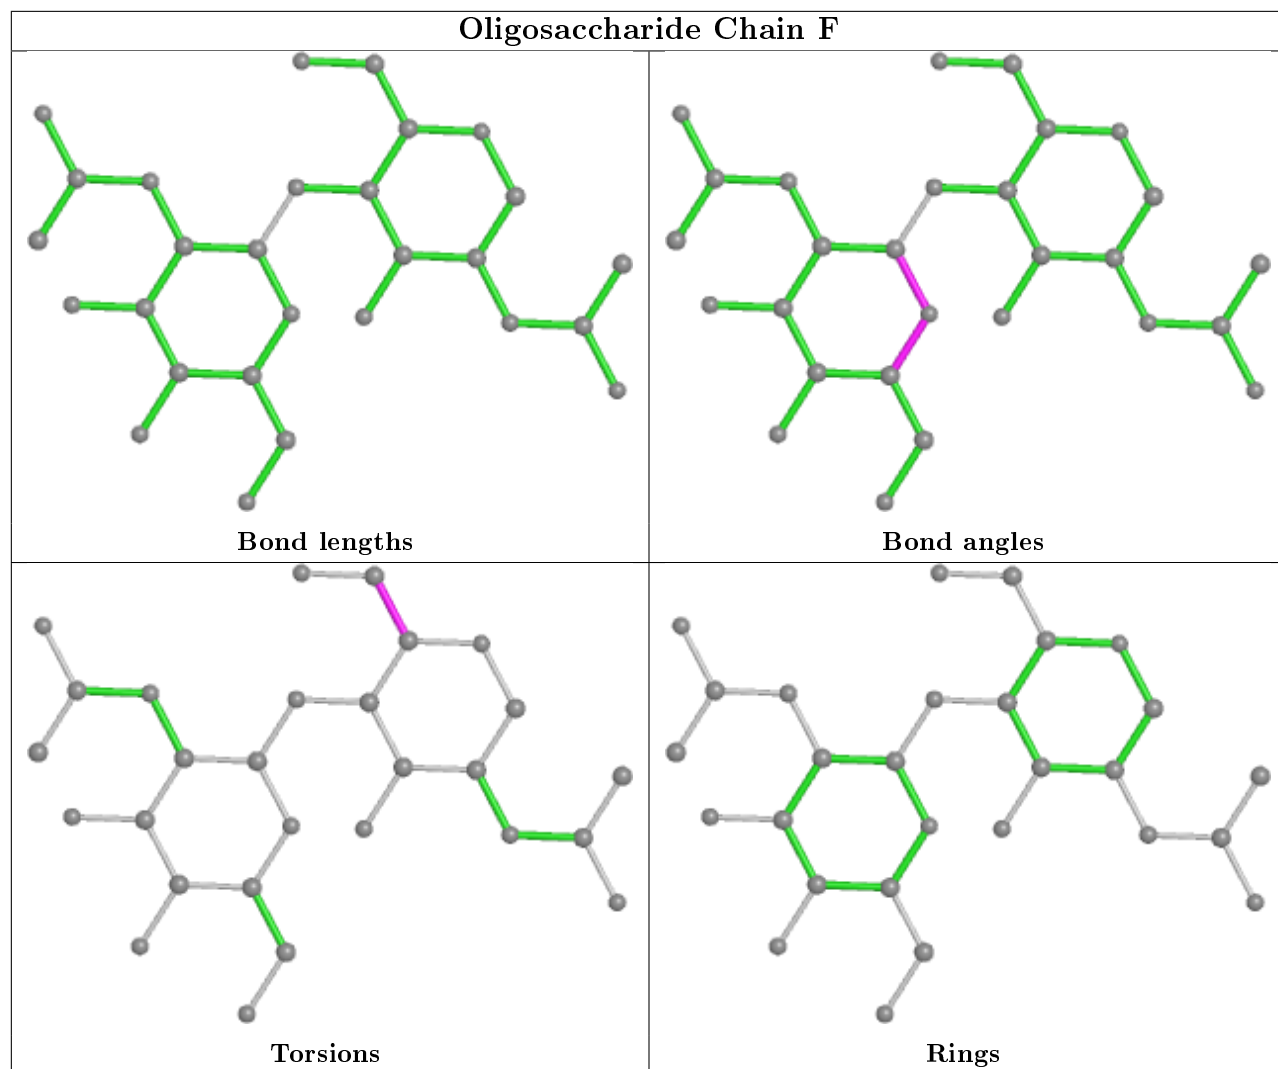 Oligosaccharide Chain F
Bond lengths
Bond angles
Torsions
Rings